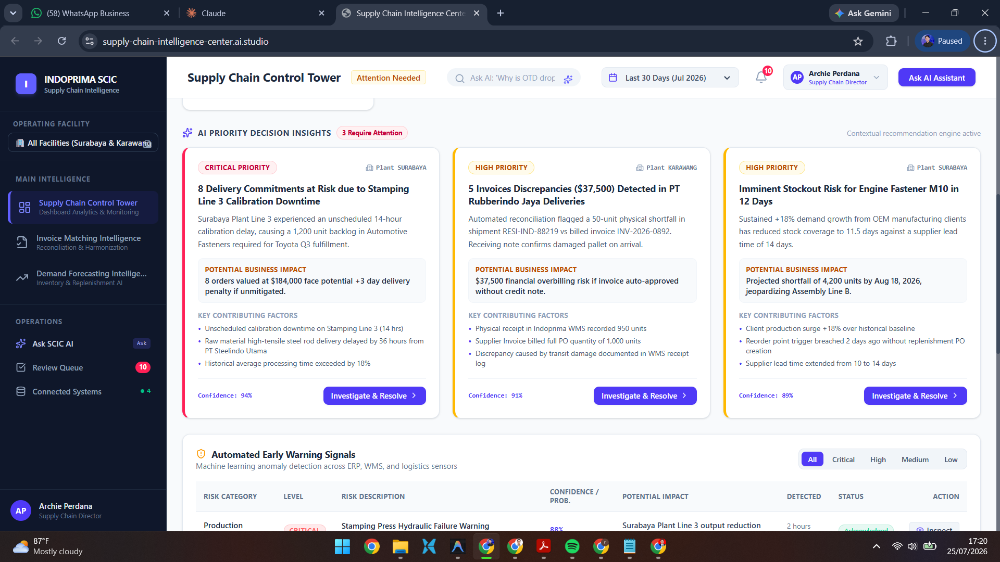 (58) WhatsApp Business
Claude
Supply Chain Intelligence Cente
Ask Gemini
supply-chain-intelligence-center.ai.studio
Paused
I
INDOPRIMA SCIC
Supply Chain Intelligence
OPERATING FACILITY
All Facilities (Surabaya & Karawang
MAIN INTELLIGENCE
Supply Chain Control Tower
Dashboard Analytics & Monitoring
Invoice Matching Intelligence
Reconciliation & Harmonization
Demand Forecasting Intellige...
Inventory & Replenishment AI
OPERATIONS
Ask SCIC AI
Ask
Review Queue
10
Connected Systems
4
AP
Archie Perdana
Supply Chain Director
Supply Chain Control Tower
Attention Needed
Ask AI: 'Why is OTD drop
Last 30 Days (Jul 2026)
10
AP
Archie Perdana
Supply Chain Director
Ask AI Assistant
AI PRIORITY DECISION INSIGHTS
3 Require Attention
Contextual recommendation engine active
CRITICAL PRIORITY
Plant SURABAYA
8 Delivery Commitments at Risk due to Stamping
Line 3 Calibration Downtime
Surabaya Plant Line 3 experienced an unscheduled 14-hour
calibration delay, causing a 1,200 unit backlog in Automotive
Fasteners required for Toyota Q3 fulfillment.
POTENTIAL BUSINESS IMPACT
8 orders valued at $184,000 face potential +3 day delivery
penalty if unmitigated.
KEY CONTRIBUTING FACTORS
• Unscheduled calibration downtime on Stamping Line 3 (14 hrs)
• Raw material high-tensile steel rod delivery delayed by 36 hours from
PT Steelindo Utama
• Historical average processing time exceeded by 18%
Confidence: 94%
Investigate & Resolve
HIGH PRIORITY
Plant KARAWANG
5 Invoices Discrepancies ($37,500) Detected in PT
Rubberindo Jaya Deliveries
Automated reconciliation flagged a 50-unit physical shortfall in
shipment RESI-IND-88219 vs billed invoice INV-2026-0892.
Receiving note confirms damaged pallet on arrival.
POTENTIAL BUSINESS IMPACT
$37,500 financial overbilling risk if invoice auto-approved
without credit note.
KEY CONTRIBUTING FACTORS
• Physical receipt in Indoprima WMS recorded 950 units
• Supplier Invoice billed full PO quantity of 1,000 units
• Discrepancy caused by transit damage documented in WMS receipt
log
Confidence: 91%
Investigate & Resolve
HIGH PRIORITY
Plant SURABAYA
Imminent Stockout Risk for Engine Fastener M10 in
12 Days
Sustained +18% demand growth from OEM manufacturing clients
has reduced stock coverage to 11.5 days against a supplier lead
time of 14 days.
POTENTIAL BUSINESS IMPACT
Projected shortfall of 4,200 units by Aug 18, 2026,
jeopardizing Assembly Line B.
KEY CONTRIBUTING FACTORS
• Client production surge +18% over historical baseline
• Reorder point trigger breached 2 days ago without replenishment PO
creation
• Supplier lead time extended from 10 to 14 days
Confidence: 89%
Investigate & Resolve
Automated Early Warning Signals
Machine learning anomaly detection across ERP, WMS, and logistics sensors
All
Critical
High
Medium
Low
RISK CATEGORY
LEVEL
RISK DESCRIPTION
CONFIDENCE /
PROB.
POTENTIAL IMPACT
DETECTED
STATUS
ACTION
Production
CRITICAL
Stamping Press Hydraulic Failure Warning
88%
Surabaya Plant Line 3 output reduction
2 hours
Acknowledged
Inspect
87°F
Mostly cloudy
17:20
25/07/2026